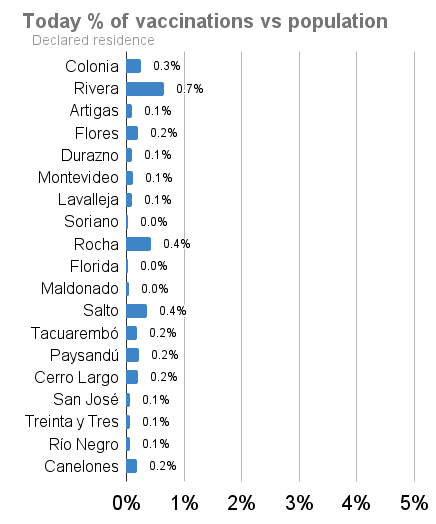 Today % of vaccinations vs population
Declared residence
Colonia 0.3%
Rivera 0.7%
Artigas 0.1%
Flores 0.2%
Durazno 0.1%
Montevideo 0.1%
Lavalleja 0.1%
Soriano 0.0%
Rocha 0.4%
Florida 0.0%
Maldonado 0.0%
Salto 0.4%
Tacuarembó 0.2%
Paysandú 0.2%
Cerro Largo 0.2%
San José 0.1%
Treinta y Tres 0.1%
Río Negro 0.1%
Canelones 0.2%
0% 1% 2% 3% 4% 5%